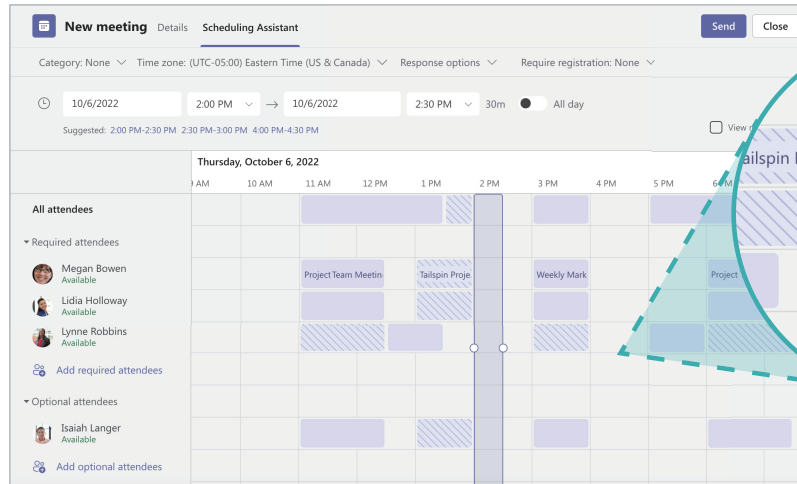 New meeting Details Scheduling Assistant Send Close
Category: None Time zone: (UTC-05:00) Eastern Time (US & Canada) Response options Require registration: None
10/6/2022 2:00 PM → 10/6/2022 2:30 PM 30m All day
Suggested: 2:00 PM-2:30 PM 2:30 PM-3:00 PM 4:00 PM-4:30 PM View
ailspin
Thursday, October 6, 2022
AM 10 AM 11 AM 12 PM 1 PM 2 PM 3 PM 4 PM 5 PM 6 PM
All attendees
Required attendees
Megan Bowen Project Team Meetin Tailspin Proje Weekly Mark Project
Available
Lidia Holloway
Available
Lynne Robbins
Available
Add required attendees
Optional attendees
Isaiah Langer
Available
Add optional attendees